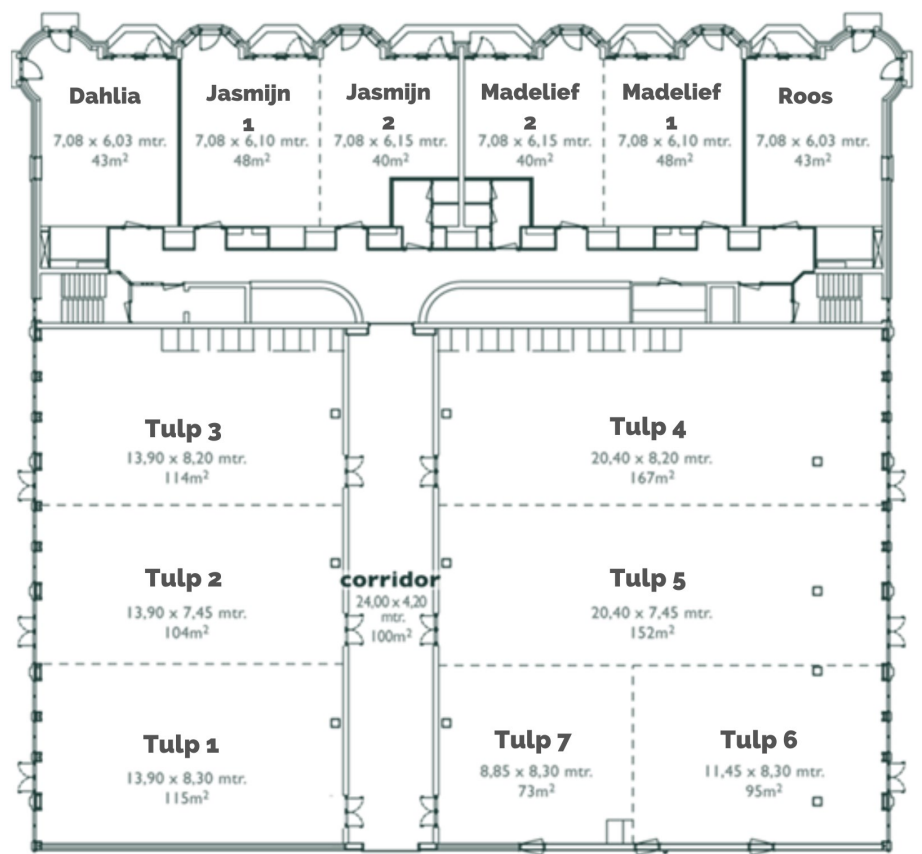 Dahlia
7,08 x 6,03 mtr.
43m²
Jasmijn
1
7,08 x 6,10 mtr.
48m²
Jasmijn
2
7,08 x 6,15 mtr.
40m²
Madelief
2
7,08 x 6,15 mtr.
40m²
Madelief
1
7,08 x 6,10 mtr.
48m²
Roos
7,08 x 6,03 mtr.
43m²
Tulp 3
13,90 x 8,20 mtr.
114m²
Tulp 4
20,40 x 8,20 mtr.
167m²
Tulp 2
13,90 x 7,45 mtr.
104m²
corridor
24,00 x 4,20
mtr.
100m²
Tulp 5
20,40 x 7,45 mtr.
152m²
Tulp 1
13,90 x 8,30 mtr.
115m²
Tulp 7
8,85 x 8,30 mtr.
73m²
Tulp 6
11,45 x 8,30 mtr.
95m²